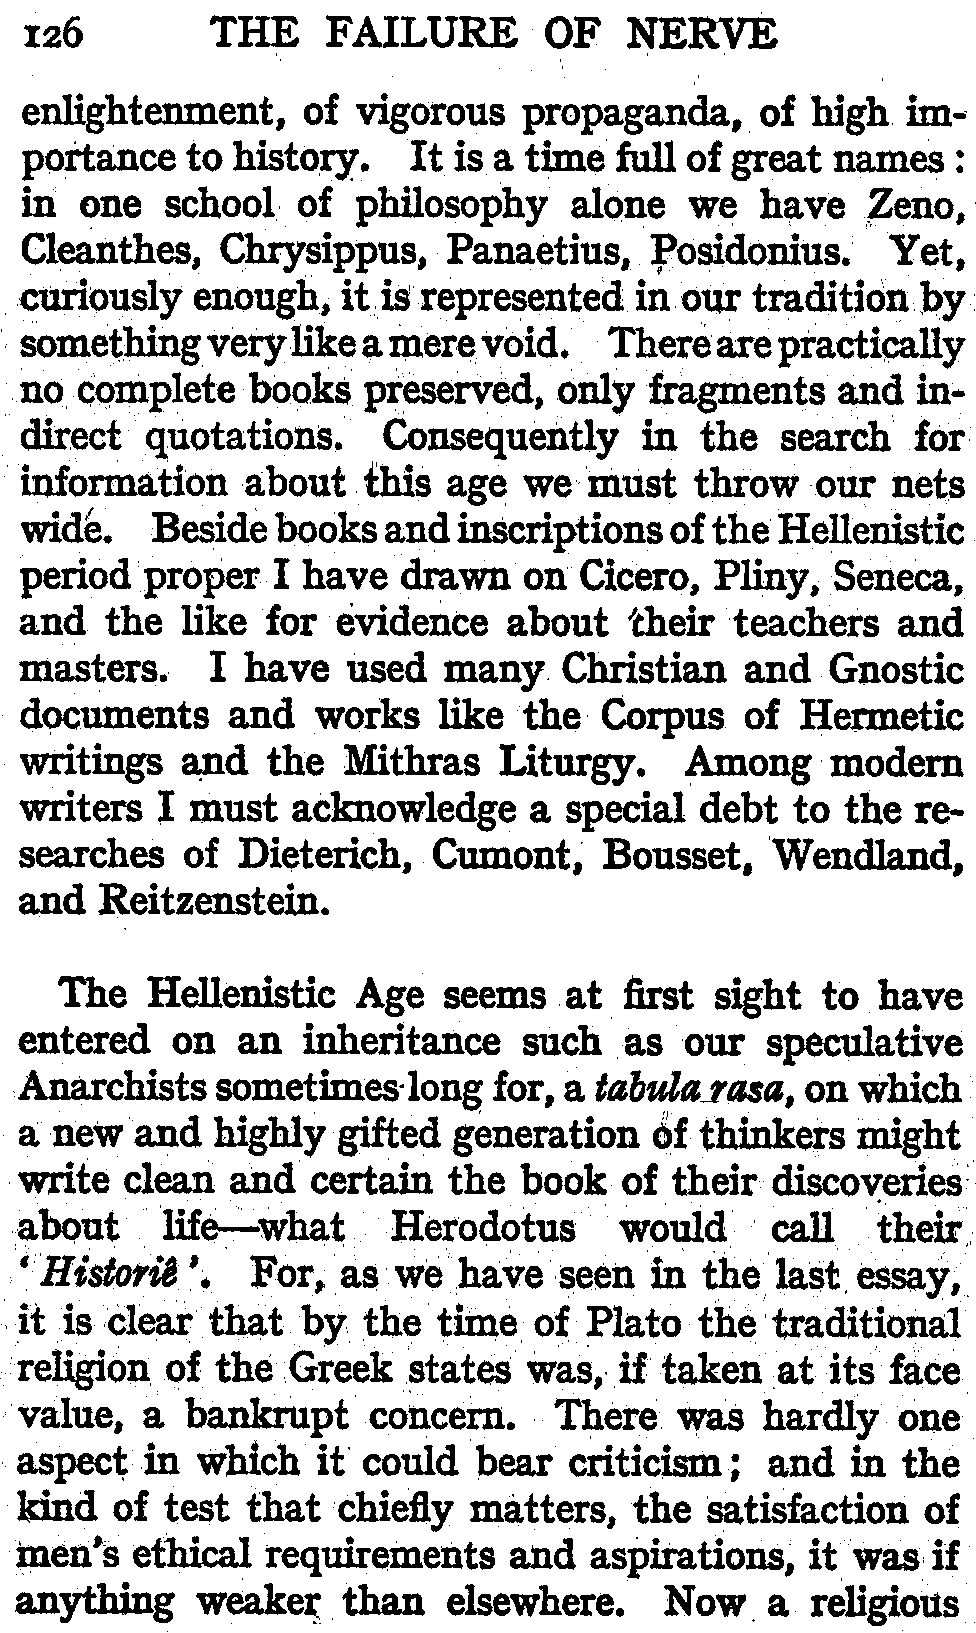 126 THE FAILURE OF NERVE
enlightenment, of vigorous propaganda, of high im-
portance to history. It is a time full of great names :
in one school of philosophy alone we have Zeno,
Cleanthes, Chrysippus, Panaetius, Posidonius. Yet,
curiously enough, it is represented in our tradition by
something very like a mere void. There are practically
no complete books preserved, only fragments and in-
direct quotations. Consequently in the search for
information about this age we must throw our nets
wide. Beside books and inscriptions of the Hellenistic
period proper I have drawn on Cicero, Pliny, Seneca,
and the like for evidence about their teachers and
masters. I have used many Christian and Gnostic
documents and works like the Corpus of Hermetic
writings and the Mithras Liturgy. Among modern
writers I must acknowledge a special debt to the re-
searches of Dieterich, Cumont, Bousset, Wendland,
and Reitzenstein.
The Hellenistic Age seems at first sight to have
entered on an inheritance such as our speculative
Anarchists sometimes long for, a tabula rasa, on which
a new and highly gifted generation of thinkers might
write clean and certain the book of their discoveries
about life—what Herodotus would call their
‘ Historiê ’. For, as we have seen in the last essay,
it is clear that by the time of Plato the traditional
religion of the Greek states was, if taken at its face
value, a bankrupt concern. There was hardly one
aspect in which it could bear criticism ; and in the
kind of test that chiefly matters, the satisfaction of
men's ethical requirements and aspirations, it was if
anything weaker than elsewhere. Now a religious